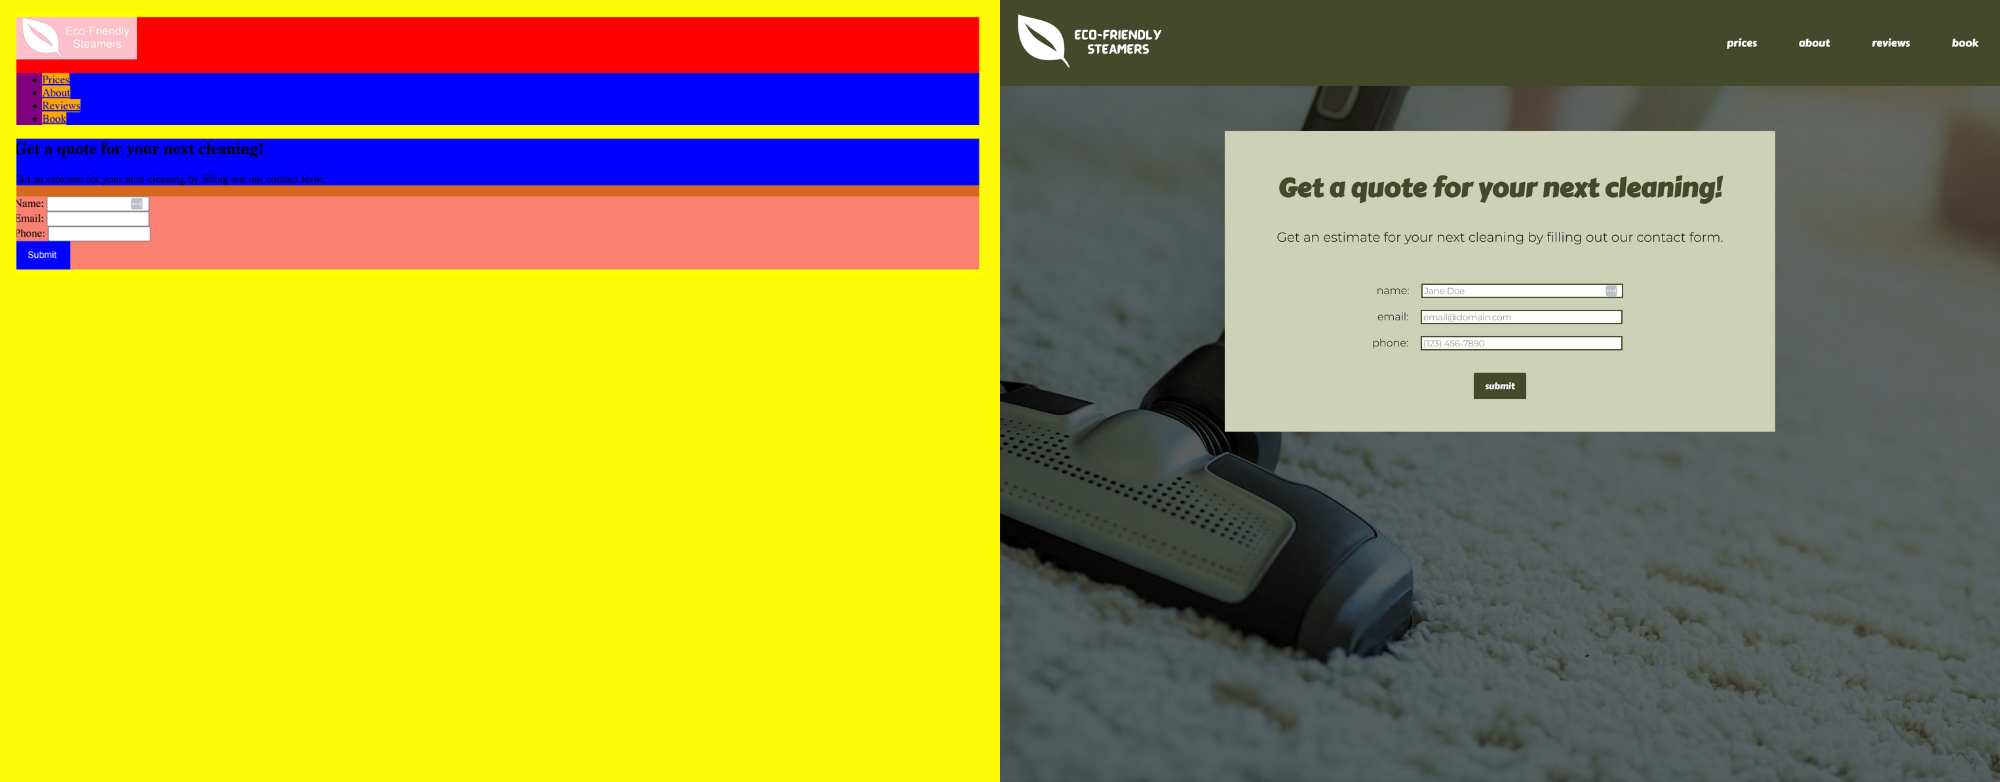 Eco-Friendly
Steamers
Prices
About
Reviews
Book
Get a quote for your next cleaning!
Get an estimate for your next cleaning by filling out our contact form.
Name:
Email:
Phone:
Submit
ECO-FRIENDLY
STEAMERS
prices about reviews book
Get a quote for your next cleaning!
Get an estimate for your next cleaning by filling out our contact form.
name: Jane Doe
email: email@domain.com
phone: (123) 456-7890
submit